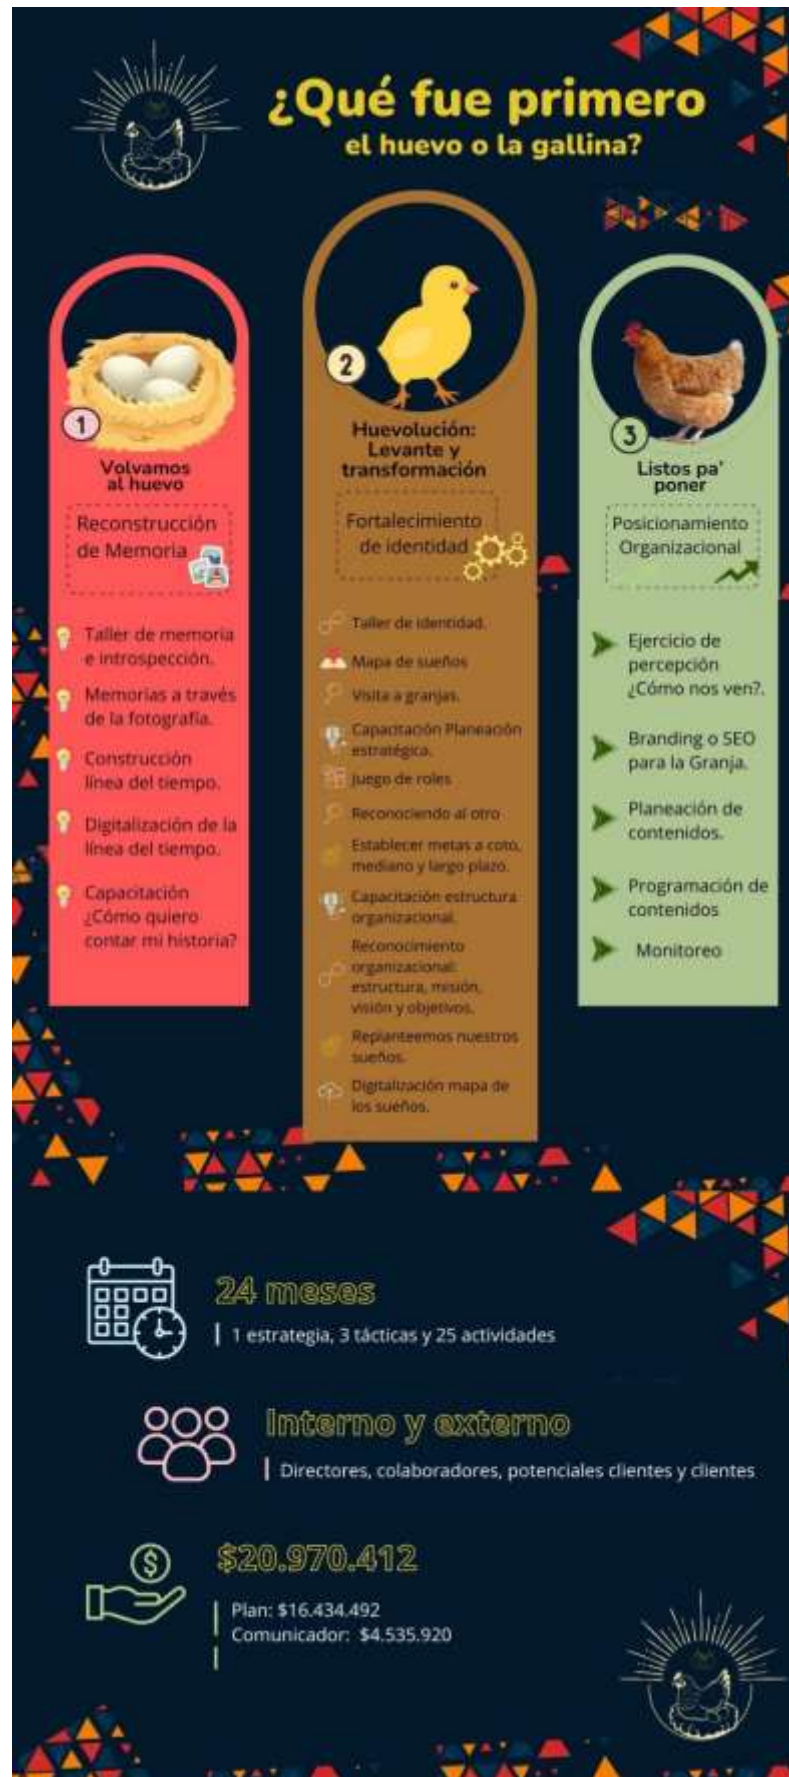 ¿Qué fue primero
el huevo o la gallina?
1
Volvamos
al huevo
Reconstrucción
de Memoria
Taller de memoria
e introspección.
Memorias a través
de la fotografía.
Construcción
línea del tiempo.
Digitalización de la
línea del tiempo.
Capacitación
¿Cómo quiero
contar mi historia?
2
Huevolución:
Levante y
transformación
Fortalecimiento
de identidad
Taller de identidad.
Mapa de sueños
Visita a granjas.
Capacitación Planeación
estratégica.
Juego de roles
Reconociendo al otro
Establecer metas a coto,
mediano y largo plazo.
Capacitación estructura
organizacional.
Reconocimiento
organizacional:
estructura, misión,
visión y objetivos.
Replanteemos nuestros
sueños.
Digitalización mapa de
los sueños.
3
Listos pa'
poner
Posicionamiento
Organizacional
Ejercicio de
percepción
¿Cómo nos ven?.
Branding o SEO
para la Granja.
Planeación de
contenidos.
Programación de
contenidos
Monitoreo
24 meses
1 estrategia, 3 tácticas y 25 actividades
Interno y externo
Directores, colaboradores, potenciales clientes y clientes
$
$20.970.412
Plan: $16.434.492
Comunicador: $4.535.920